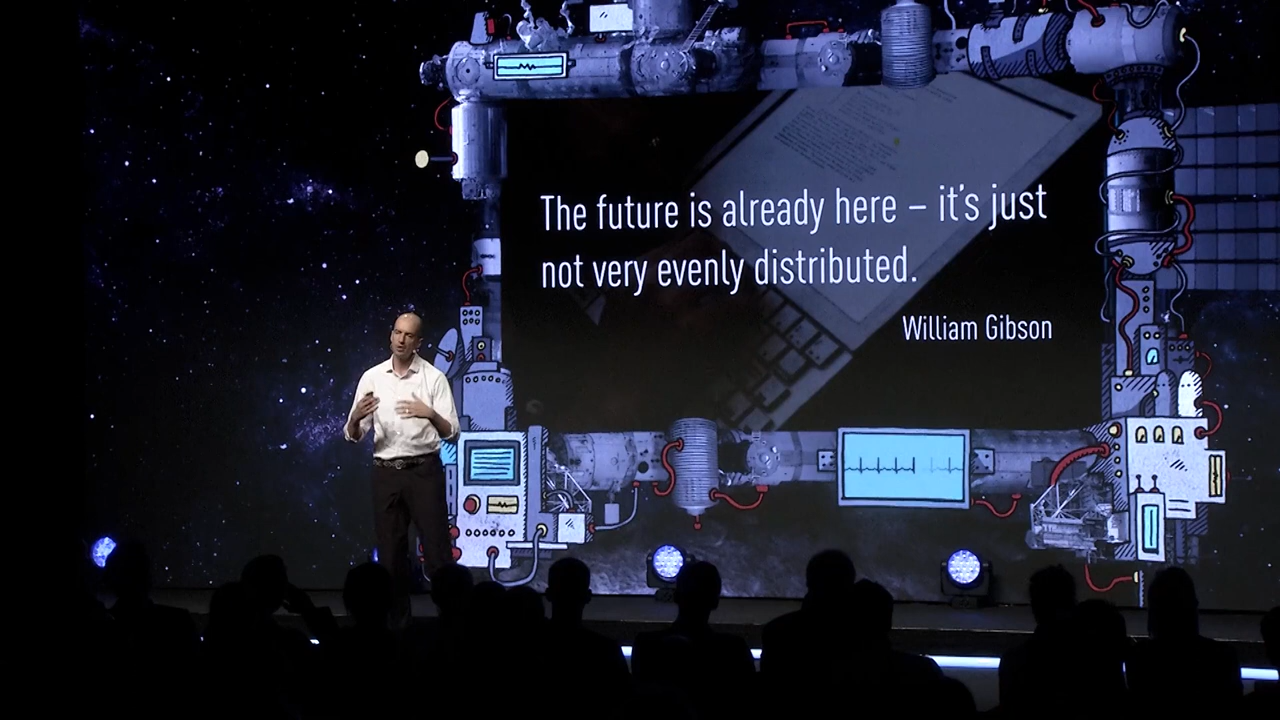 The future is already here – it's just
not very evenly distributed.
William Gibson